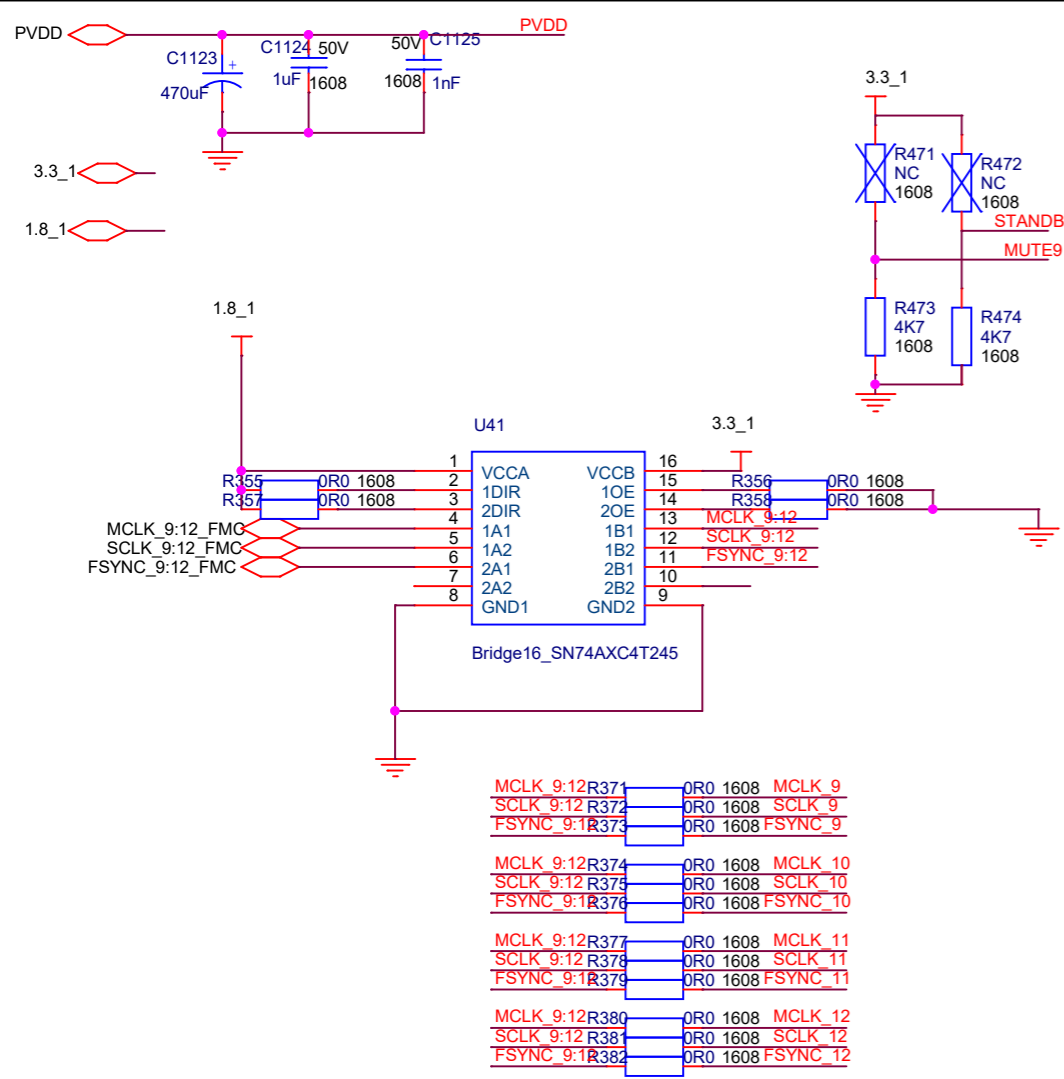 PVDD
PVDD
C1123
470uF
+
C1124 50V
1uF
1608
50V C1125
1608 1nF
3.3_1
1.8_1
3.3_1
R471
NC
1608
R472
NC
1608
STANDB
MUTE9
R473
4K7
1608
R474
4K7
1608
1.8_1
U41
3.3_1
R355 0R0 1608
R357 0R0 1608
MCLK_9:12_FMC
SCLK_9:12_FMC
FSYNC_9:12_FMC
1 VCCA VCCB 16
2 1DIR 1OE 15
3 2DIR 2OE 14
4 1A1 1B1 13
5 1A2 1B2 12
6 2A1 2B1 11
7 2A2 2B2 10
8 GND1 GND2 9
R356 0R0 1608
R358 0R0 1608
MCLK_9:12
SCLK_9:12
FSYNC_9:12
Bridge16_SN74AXC4T245
MCLK_9:12 R371 0R0 1608 MCLK_9
SCLK_9:12 R372 0R0 1608 SCLK_9
FSYNC_9:12 R373 0R0 1608 FSYNC_9
MCLK_9:12 R374 0R0 1608 MCLK_10
SCLK_9:12 R375 0R0 1608 SCLK_10
FSYNC_9:12 R376 0R0 1608 FSYNC_10
MCLK_9:12 R377 0R0 1608 MCLK_11
SCLK_9:12 R378 0R0 1608 SCLK_11
FSYNC_9:12 R379 0R0 1608 FSYNC_11
MCLK_9:12 R380 0R0 1608 MCLK_12
SCLK_9:12 R381 0R0 1608 SCLK_12
FSYNC_9:12 R382 0R0 1608 FSYNC_12